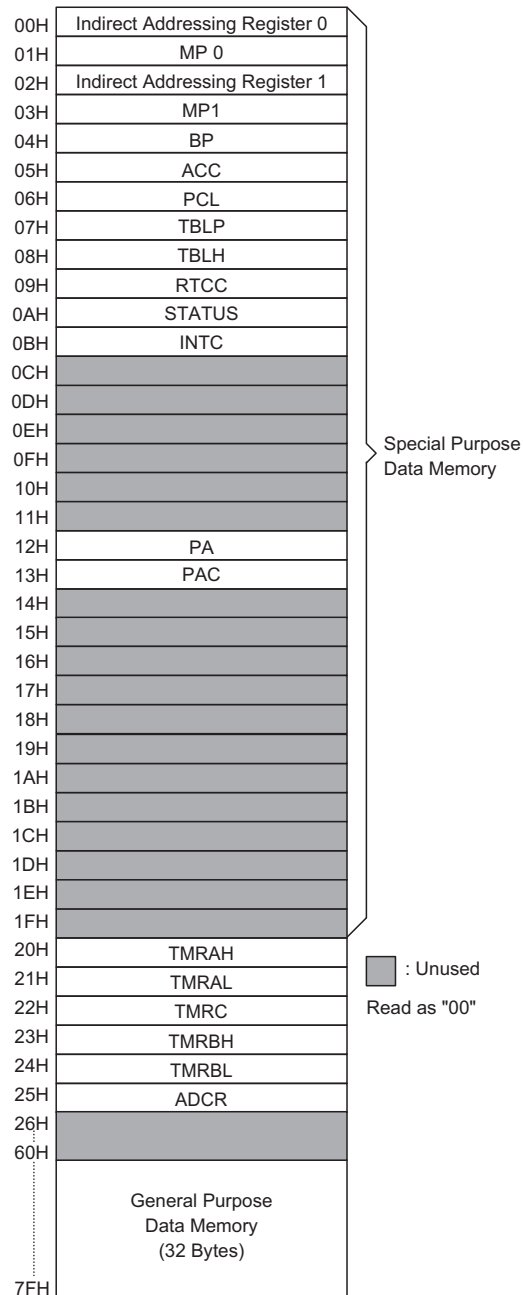 00H Indirect Addressing Register 0
01H MP 0
02H Indirect Addressing Register 1
03H MP1
04H BP
05H ACC
06H PCL
07H TBLP
08H TBLH
09H RTCC
0AH STATUS
0BH INTC
0CH
0DH
0EH
0FH
10H
11H
12H PA
13H PAC
14H
15H
16H
17H
18H
19H
1AH
1BH
1CH
1DH
1EH
1FH
Special Purpose
Data Memory
20H TMRAH
21H TMRAL
22H TMRC
23H TMRBH
24H TMRBL
25H ADCR
26H
60H
: Unused
Read as "00"
General Purpose
Data Memory
(32 Bytes)
7FH